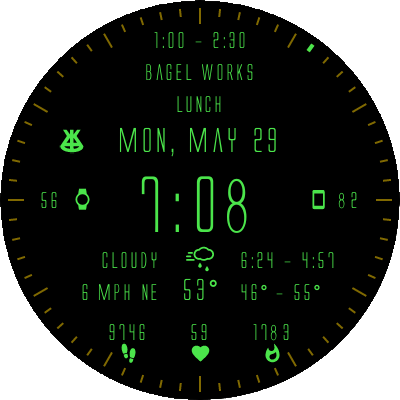 1:00 - 2:30
BAGEL WORKS
LUNCH
MON, MAY 29
56 7:08 82
CLOUDY 6:24 - 4:57
6 MPH NE 53° 46° - 55°
9746 59 1783